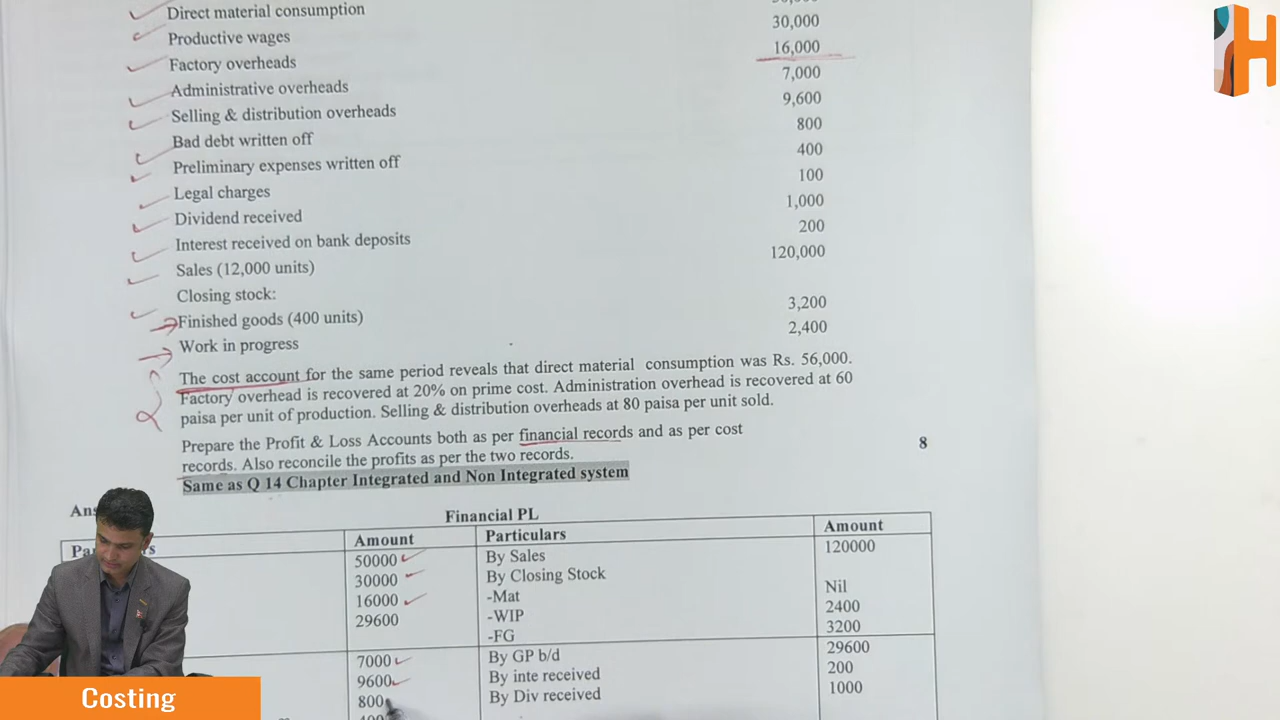 Direct material consumption
Productive wages 30,000
Factory overheads 16,000
Administrative overheads 7,000
Selling & distribution overheads 9,600
Bad debt written off 800
Preliminary expenses written off 400
Legal charges 100
Dividend received 1,000
Interest received on bank deposits 200
Sales (12,000 units) 120,000
Closing stock:
Finished goods (400 units) 3,200
Work in progress 2,400
The cost account for the same period reveals that direct material consumption was Rs. 56,000.
Factory overhead is recovered at 20% on prime cost. Administration overhead is recovered at 60
paisa per unit of production. Selling & distribution overheads at 80 paisa per unit sold.
Prepare the Profit & Loss Accounts both as per financial records and as per cost
records. Also reconcile the profits as per the two records. 8
Same as Q 14 Chapter Integrated and Non Integrated system
Financial PL
Amount Particulars Amount
50000 By Sales 120000
30000 By Closing Stock
16000 -Mat Nil
29600 -WIP 2400
-FG 3200
7000 By GP b/d 29600
9600 By inte received 200
800 By Div received 1000
H
Costing